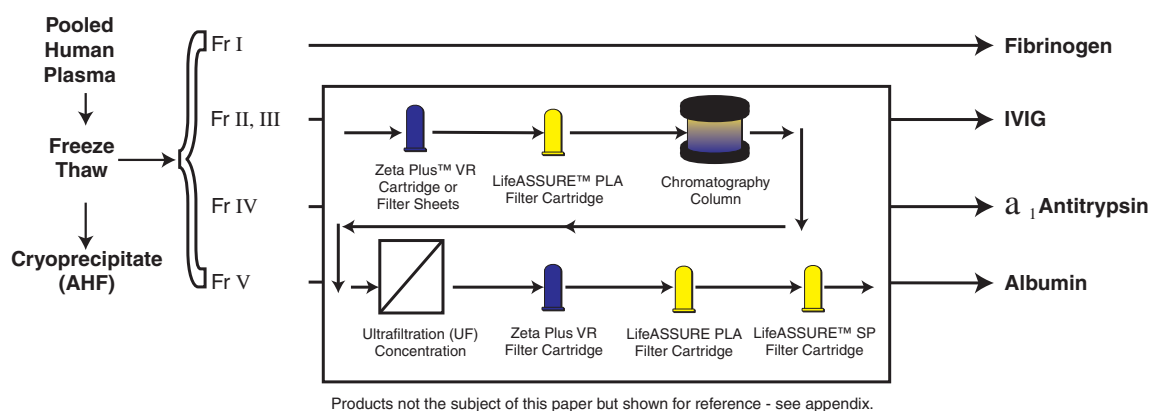 Pooled
Human
Plasma
Freeze
Thaw
Cryoprecipitate
(AHF)
Fr I
Fr II, III
Fr IV
Fr V
Zeta Plus™ VR
Cartridge or
Filter Sheets
LifeASSURE™ PLA
Filter Cartridge
Chromatography
Column
Ultrafiltration (UF)
Concentration
Zeta Plus VR
Filter Cartridge
LifeASSURE PLA
Filter Cartridge
LifeASSURE™ SP
Filter Cartridge
Fibrinogen
IVIG
a 1 Antitrypsin
Albumin
Products not the subject of this paper but shown for reference - see appendix.